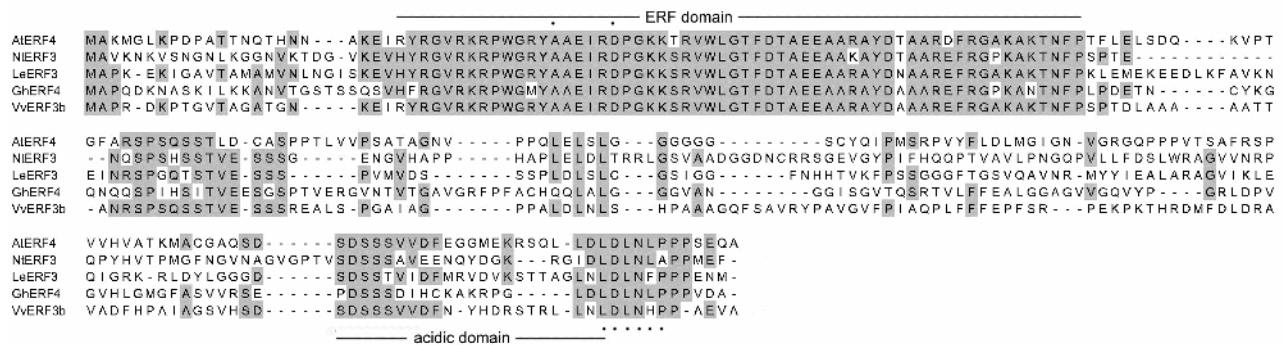 ERF domain
AtERF4 MAKMGLKPDPATTNQTHNN--AKEIRYRGVRKRPWGRYAAEIRDPGKKTRVWLGTFDTAEEAARAYDTAARDFRGAKAKTNFPTFLELSDQ----KVPT
NtERF3 MAVKNKVSNGNLKGGNVKTDG-VKEVHYRGVRKRPWGRYAAEIRDPGKKSRVWLGTFDTAEEAAKAYDTAAREFRGPKAKTNFPSPTE----------
LeERF3 MAPK-EKIGAVTAMAMVNLNGISKEVHYRGVRKRPWGRYAAEIRDPGKKSRVWLGTFDTAEEAARAYDNAAREFRGAKAKTNFPKLEMEKEEDLKFAVKN
GhERF4 MAPQDKNASKILKKANVTGSTSSQSVHFRGVRKRPWGMYAAEIRDPGKKSRVWLGTFDTAEEAARAYDAAAREFRGPKANTNFPLPDETN------CYKG
VvERF3b MAPR-DKPTGVTAGATGN----KEIRYRGVRKRPWGRYAAEIRDPGKKSRVWLGTFDTAEEAARAYDAAAREFRGAKAKTNFPSPTDLAAA----AATT
AtERF4 GFARSPSQSSTLD-CASPPTLVVPSATAGNV---PPQLELSLG--GGGGG------SCYQIPMSRPVYFLDLMGIGN-VGRGQPPPVTSAFRSP
NtERF3 -NQSPSHSSTVE-SSSG-----ENGVHAPP----HAPLELDLTRRLGSVAADGGDNCRRSGEVGYPIFHQQPTVAVLPNGQPVLLFDSLWRAGVVNRP
LeERF3 EINRSPGQTSTVE-SSS-----PVMVDS------SSPLDLSLC--GSIGG----FNHHTVKFPSSGGGFTGSVQAVNR-MYYIEALARAGVIKLE
GhERF4 QNQQSPIHSITVEESGSPTVERGVNTVTGAVGRFPFACHQQLALG--GGVAN------GGISGVTQSRTVLFFEALGGAGVVGQVYP---GRLDPV
VvERF3b -ANRSPSQSSTVE-SSSREALS-PGAIAG-----PPALDLNLS--HPAAAGQFSAVRYPAVGVFPIAQPLFFFEPFSR---PEKPKTHRDMFDLDRA
AtERF4 VVHVATKMACGAQSD-----SDSSSVVDFEGGMEKRSQL-LDLDLNLPPPSEQA
NtERF3 QPYHVTPMGFNGVNAGVGPTVSDSSSAVEENQYDGK---RGIDLDLNLAPPMEF-
LeERF3 QIGRK-RLDYLGGGD-----SDSSTVIDFMRVDVKSTTAGLNLDLNFPPPENM-
GhERF4 GVHLGMGFASVVRSE-----PDSSSDIHCKAKRPG-----LDLDLNLPPPVDA-
VvERF3b VADFHPAIAGSVHSD-----SDSSSVVDFN-YHDRSTRL-LNLDLNHPP-AEVA
acidic domain